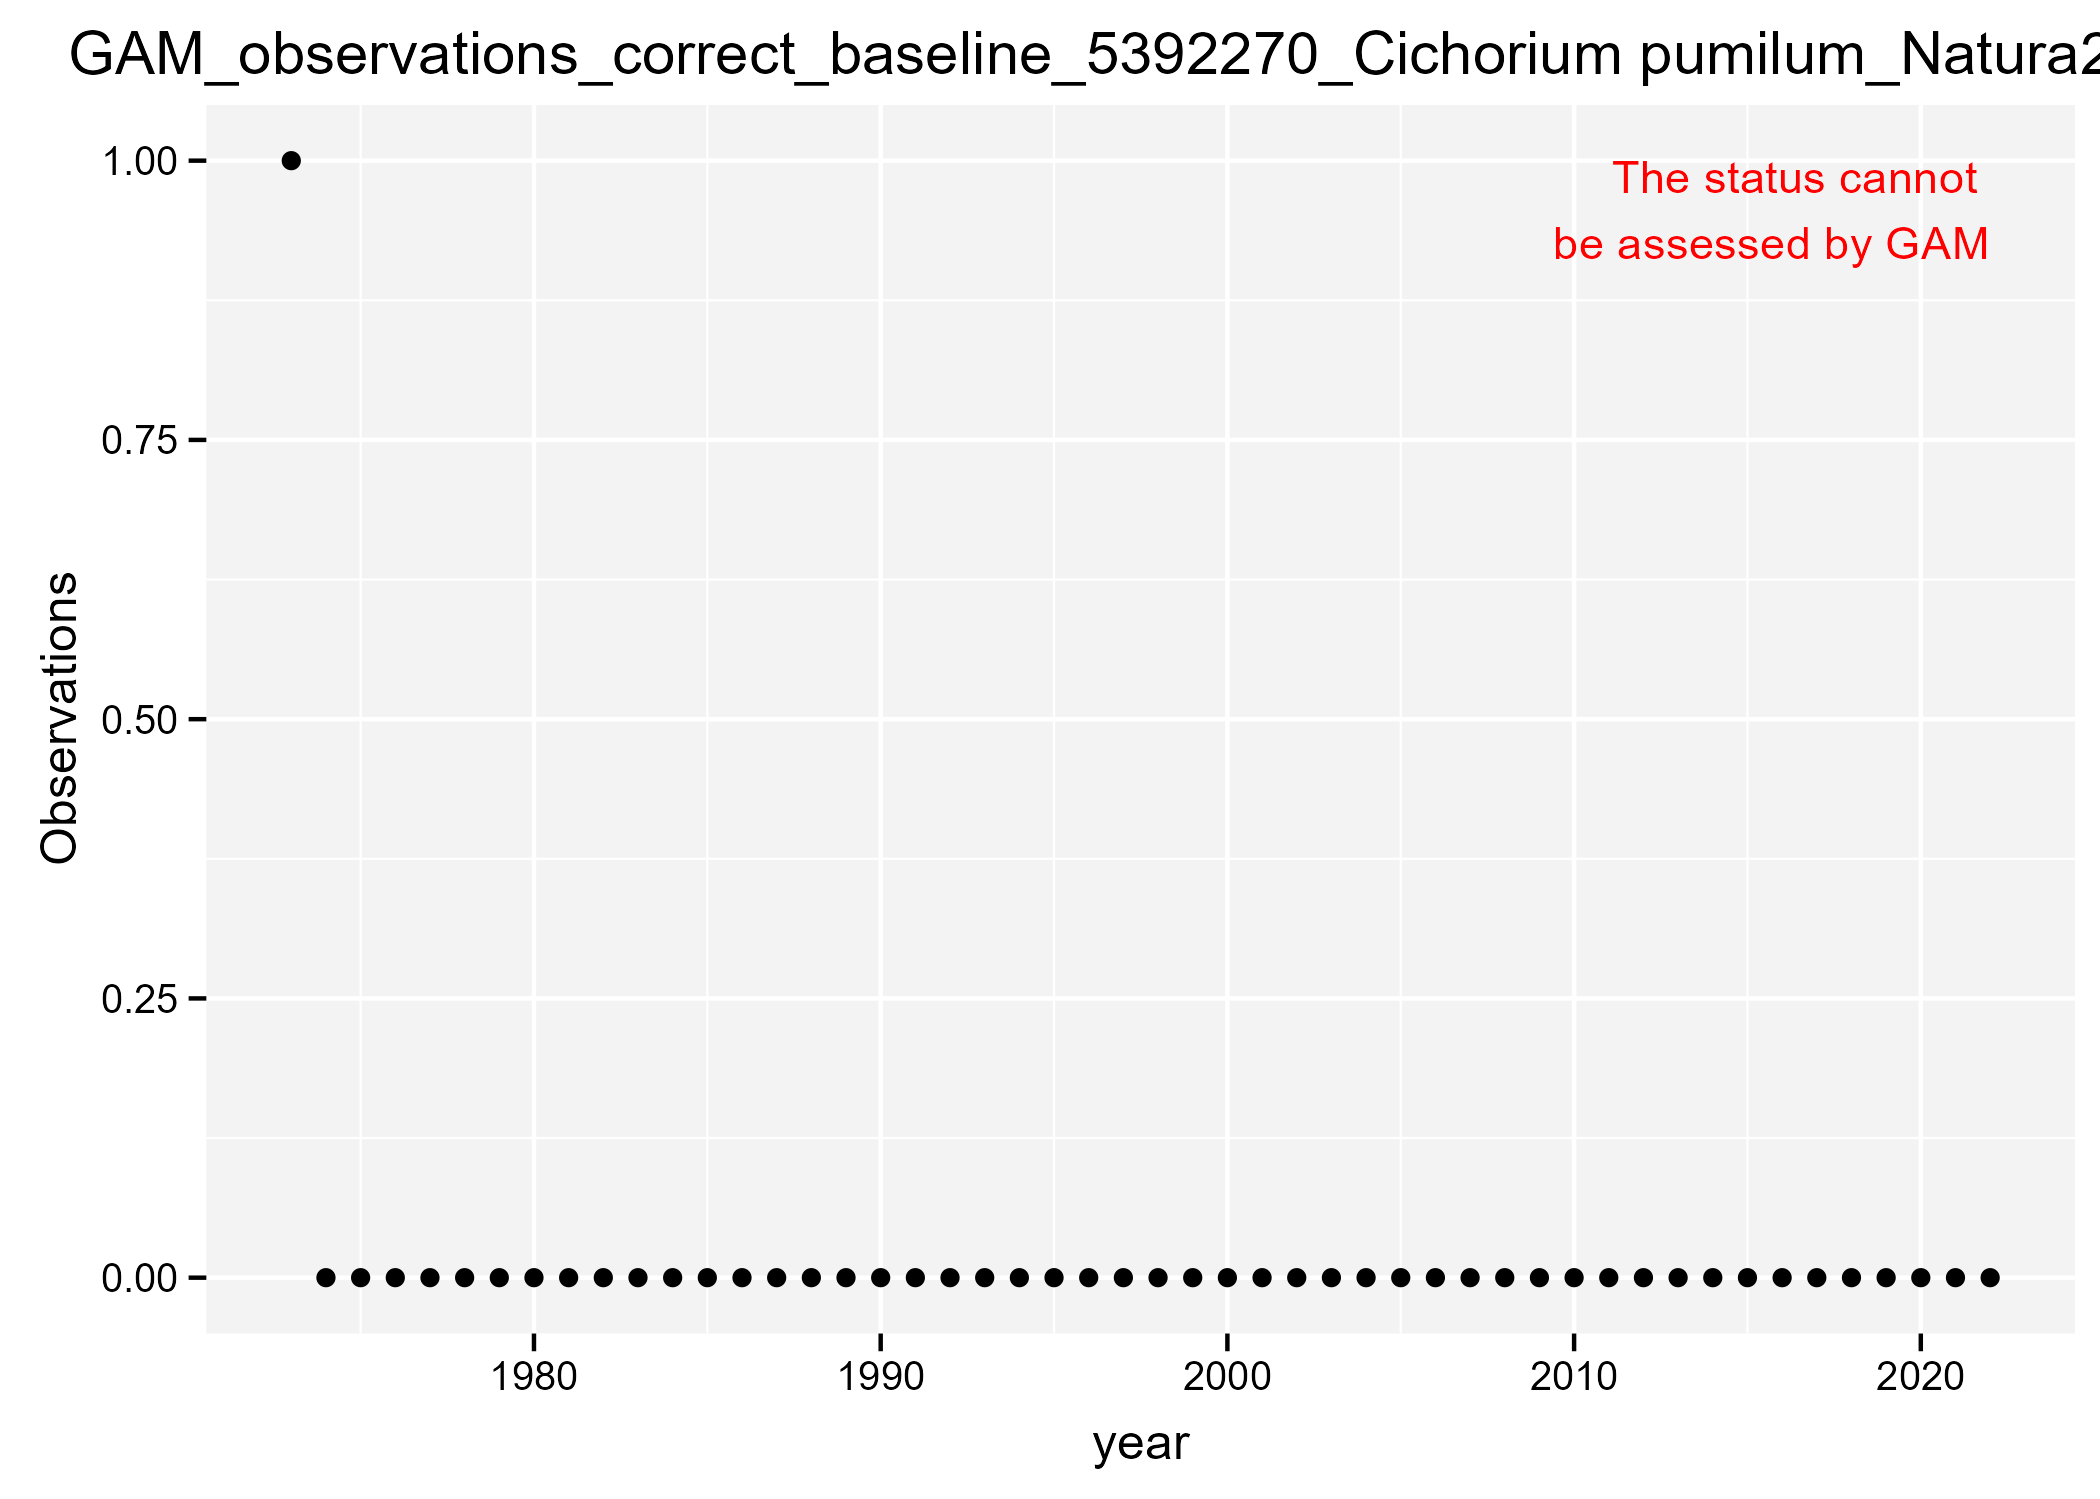 GAM_observations_correct_baseline_5392270_Cichorium pumilum_Natura2
The status cannot
be assessed by GAM
Observations
1.00
0.75
0.50
0.25
0.00
1980 1990 2000 2010 2020
year